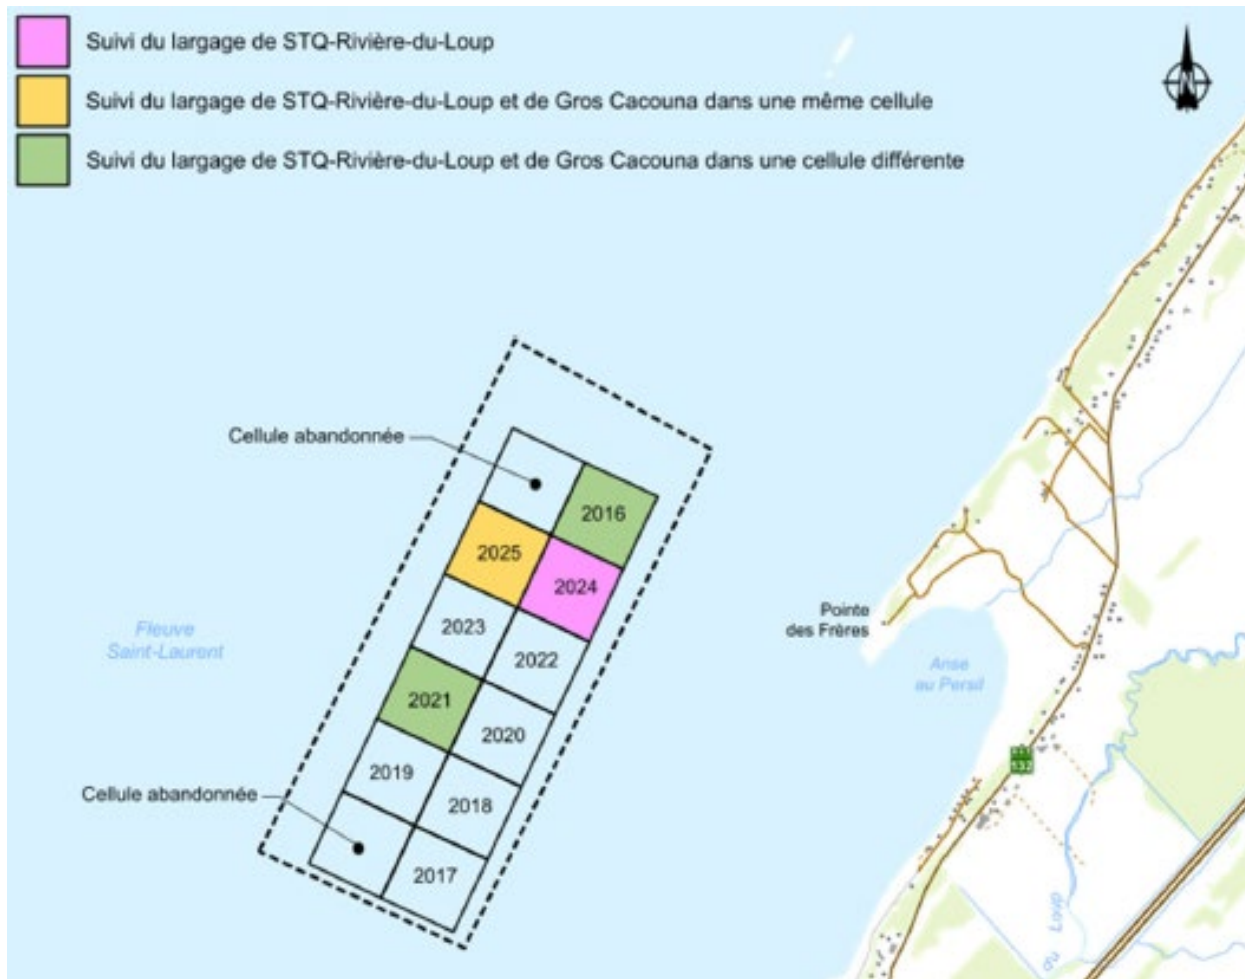 Suivi du largage de STQ-Rivière-du-Loup
Suivi du largage de STQ-Rivière-du-Loup et de Gros Cacouna dans une même cellule
Suivi du largage de STQ-Rivière-du-Loup et de Gros Cacouna dans une cellule différente
Cellule abandonnée
2016
2025
2024
Pointe
des Frères
Fleuve
Saint-Laurent
2023
2022
Anse
au Persil
2021
2020
132
2019
Cellule abandonnée
2018
2017
du Loup